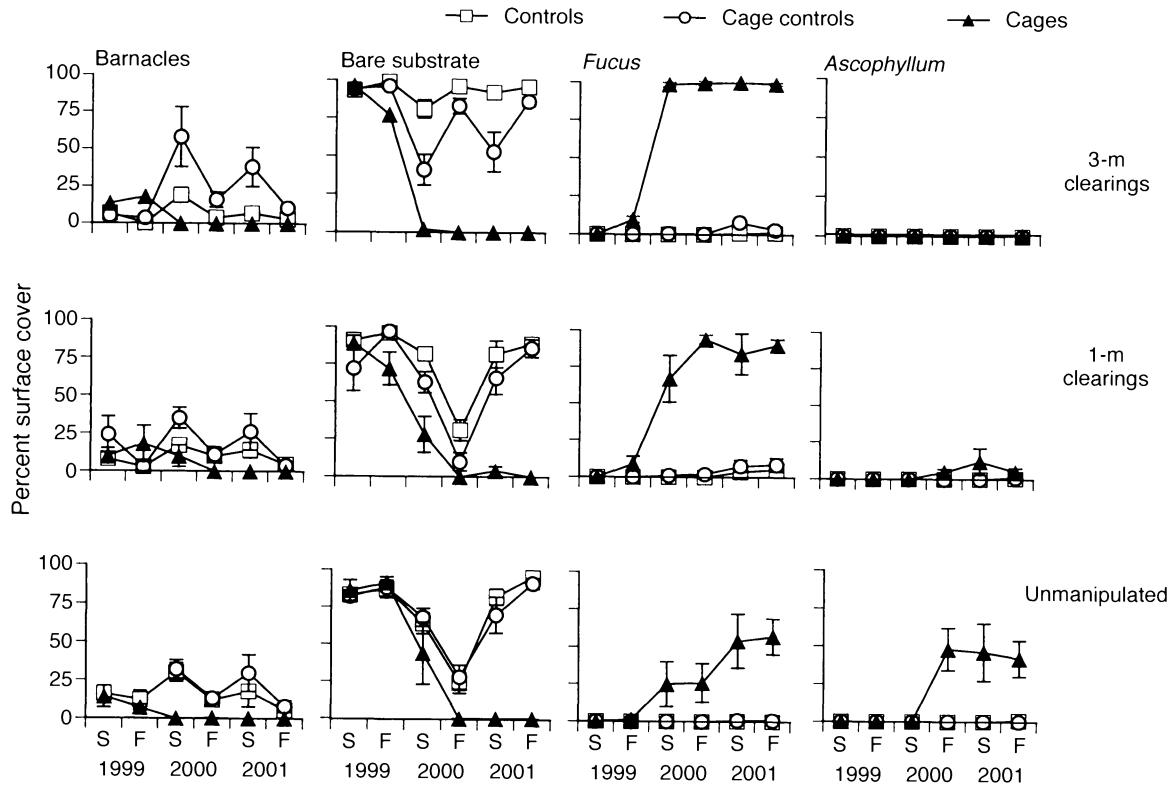 Controls Cage controls Cages
Barnacles Bare substrate Fucus Ascophyllum
100
75
50
25
0
3-m
clearings
Percent surface cover
100
75
50
25
0
1-m
clearings
100
75
50
25
0
Unmanipulated
S F S F S F S F S F S F S F S F S F S F S F S F
1999 2000 2001 1999 2000 2001 1999 2000 2001 1999 2000 2001